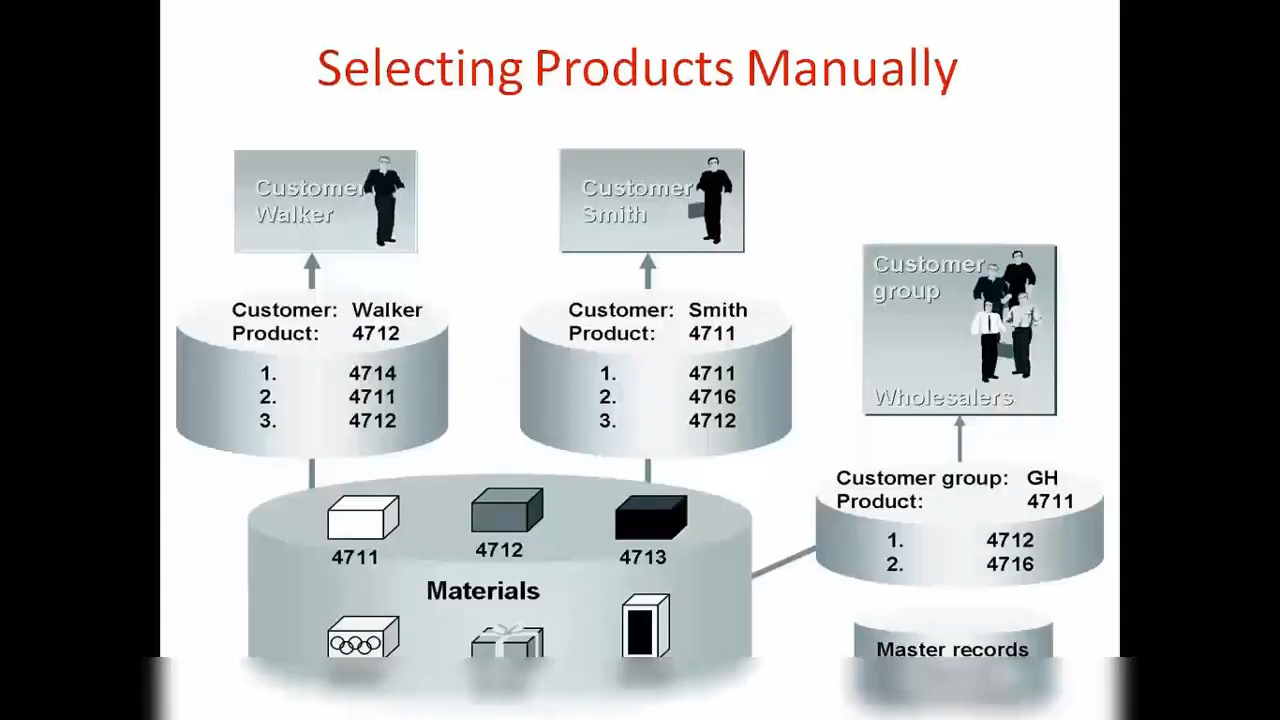 Selecting Products Manually
Customer
Walker
Customer
Smith
Customer
group
Wholesalers
Customer: Walker
Product: 4712
1. 4714
2. 4711
3. 4712
Customer: Smith
Product: 4711
1. 4711
2. 4716
3. 4712
Customer group: GH
Product: 4711
1. 4712
2. 4716
4711
4712
4713
Materials
Master records